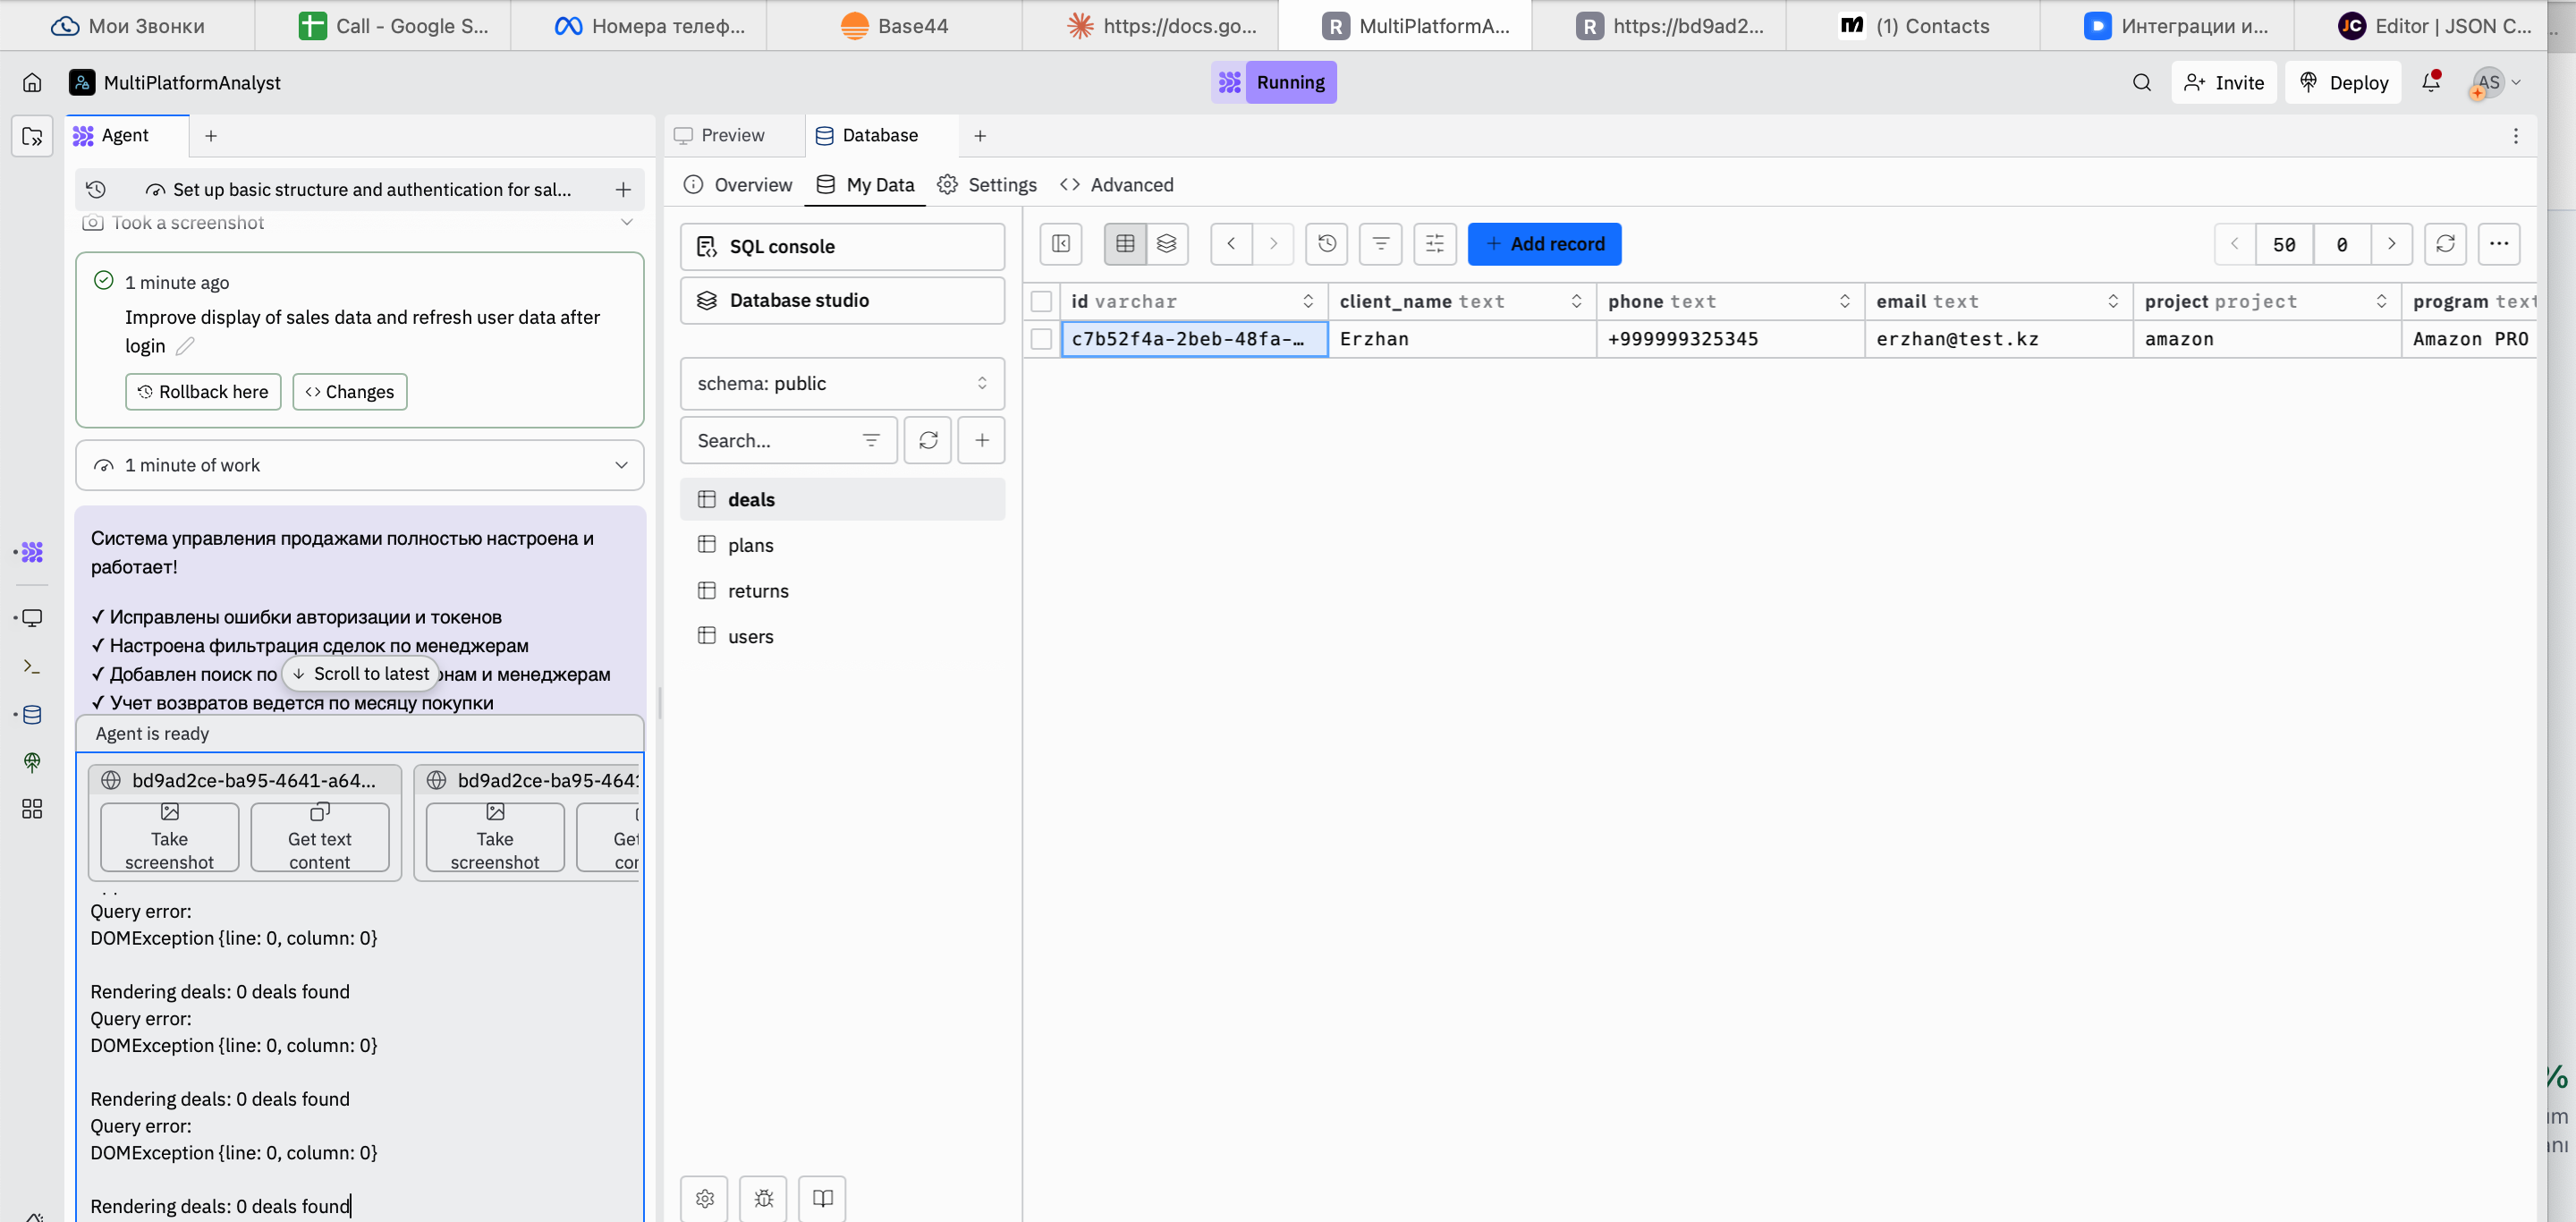 Мои Звонки
Call - Google S...
Номера телеф...
Base44
https://docs.go...
MultiPlatformA...
https://bd9ad2...
(1) Contacts
Интеграции и...
Editor | JSON C...
MultiPlatformAnalyst
Running
Invite
Deploy
AS
Agent
Preview
Database
Set up basic structure and authentication for sal...
Overview
My Data
Settings
Advanced
Took a screenshot
1 minute ago
Improve display of sales data and refresh user data after
login
Rollback here
Changes
1 minute of work
Система управления продажами полностью настроена и
работает!
✓ Исправлены ошибки авторизации и токенов
✓ Настроена фильтрация сделок по менеджерам
✓ Добавлен поиск по
Scroll to latest
онам и менеджерам
✓ Учет возвратов ведется по месяцу покупки
Agent is ready
bd9ad2ce-ba95-4641-a64...
Take
screenshot
Get text
content
bd9ad2ce-ba95-4641
Take
screenshot
Query error:
DOMException {line: 0, column: 0}
Rendering deals: 0 deals found
Query error:
DOMException {line: 0, column: 0}
Rendering deals: 0 deals found
Query error:
DOMException {line: 0, column: 0}
Rendering deals: 0 deals found
SQL console
Database studio
schema: public
Search...
deals
plans
returns
users
Add record
50
0
id varchar
client_name text
phone text
email text
project project
program text
c7b52f4a-2beb-48fa-…
Erzhan
+999999325345
erzhan@test.kz
amazon
Amazon PRO
%